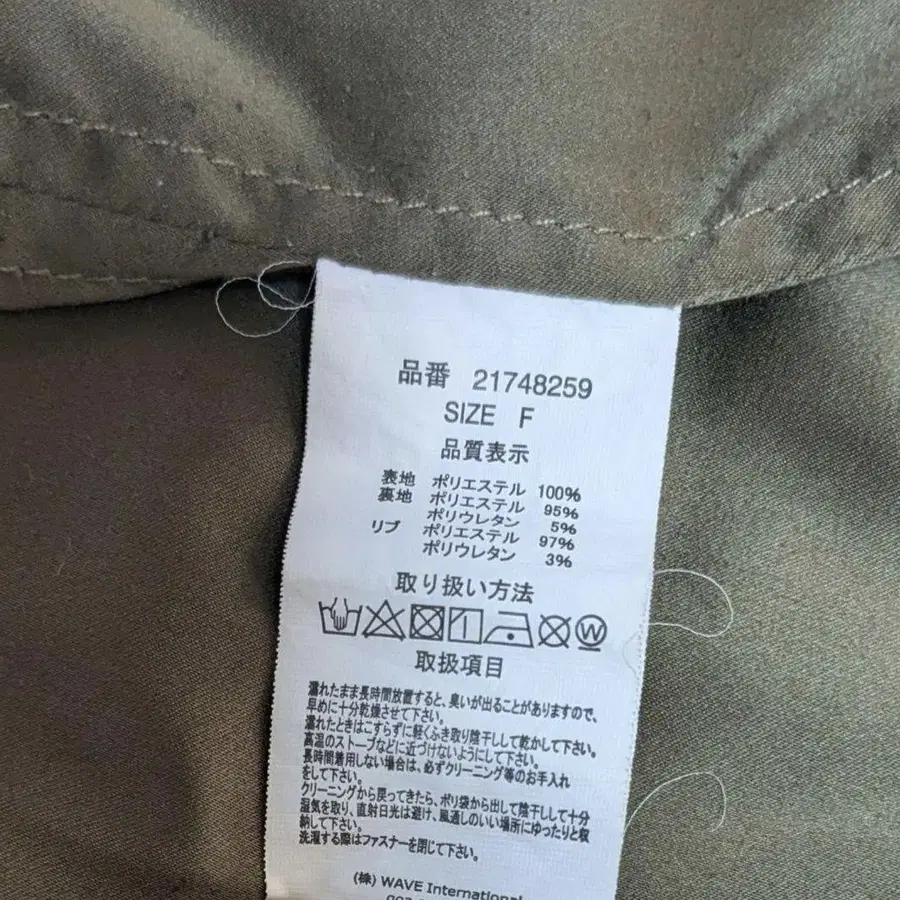 品番 21748259
SIZE F
品質表示
表地 ポリエステル 100%
裏地 ポリエステル 95%
ポリウレタン 5%
リブ ポリエステル 97%
ポリウレタン 3%
取り扱い方法
W
取扱項目
濡れたまま長時間放置すると、臭いが出ることがありますので、
早めに十分乾燥させて下さい。
濡れたときはこすらずに軽くふき取り陰干しして乾かして下さい。
高温のストーブなどに近づけないようにして下さい。
長時間着用しない場合は、必ずクリーニング等のお手入れ
をして下さい。
クリーニングから戻ってきたら、ポリ袋から出して陰干しして十分
湿気を取り、直射日光は避け、風通しのいい場所にゆったりと収
納して下さい。
洗濯する際はファスナーを閉じて下さい。
(株) WAVE International